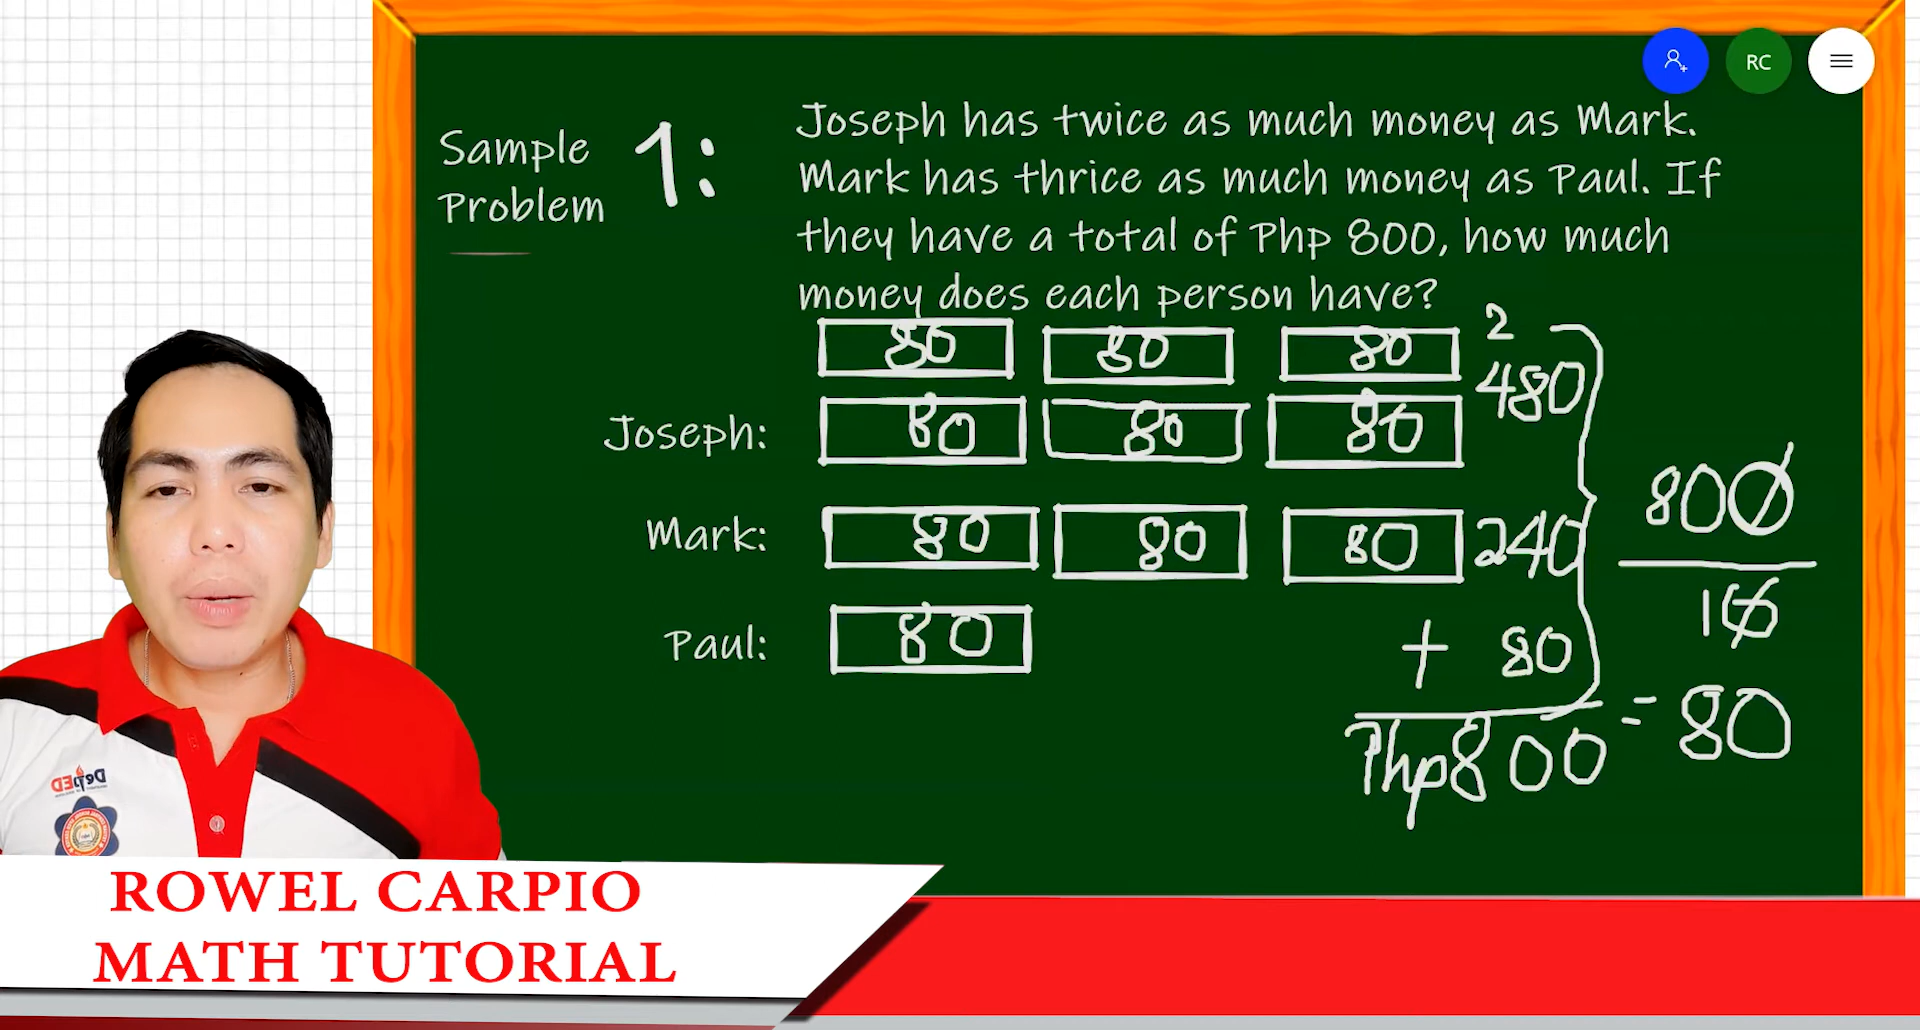 RC
Sample
Problem
1:
Joseph has twice as much money as Mark.
Mark has thrice as much money as Paul. If
they have a total of Php 800, how much
money does each person have?
80 80 80 2
480
Joseph: 80 80 80
800
Mark: 80 80 80 240
10
Paul: 80
+ 80
Php800 = 80
DepED
ROWEL CARPIO
MATH TUTORIAL